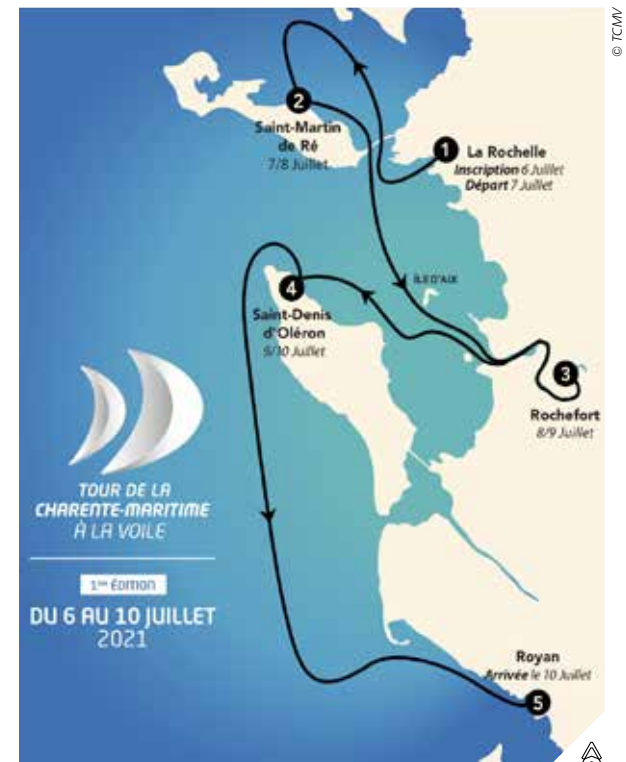 © TCMV
2
Saint-Martin
de Ré
7/8 Juillet
1
La Rochelle
Inscription 6 Juillet
Départ 7 Juillet
ÎLE D'AIX
4
Saint-Denis
d'Oléron
9/10 Juillet
3
Rochefort
8/9 Juillet
TOUR DE LA
CHARENTE-MARITIME
À LA VOILE
1ère ÉDITION
DU 6 AU 10 JUILLET
2021
Royan
Arrivée le 10 Juillet
5